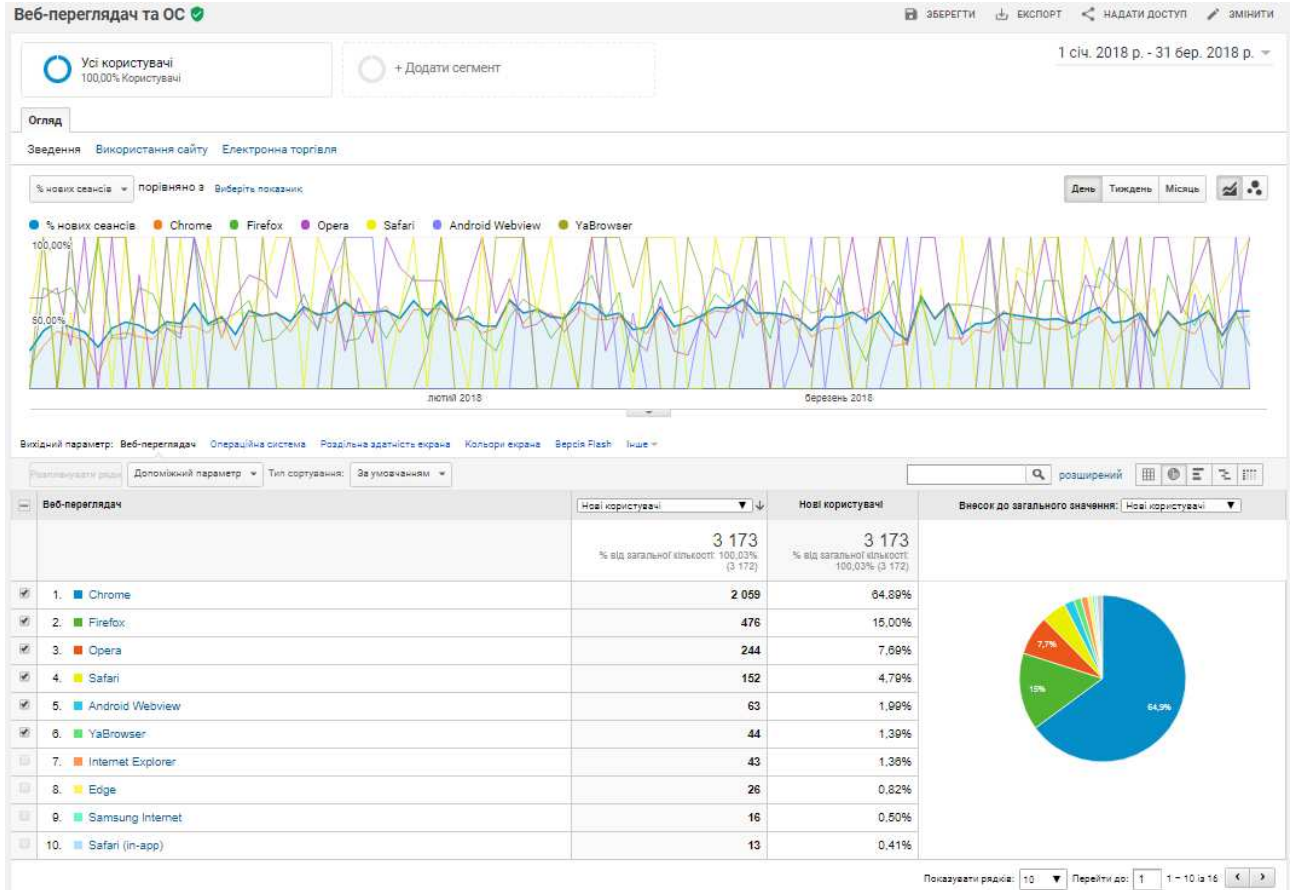 Веб-переглядач та ОС
ЗБЕРЕГТИ ЕКСПОРТ НАДАТИ ДОСТУП ЗМІНИТИ
Усі користувачі
100,00% Користувачі
+ Додати сегмент
1 січ. 2018 р. - 31 бер. 2018 р.
Огляд
Зведення Використання сайту Електронна торгівля
% нових сеансів порівняно з Виберіть показник
День Тиждень Місяць
% нових сеансів Chrome Firefox Opera Safari Android Webview YaBrowser
100,00%
50,00%
лютий 2018 березень 2018
Вихідний параметр: Веб-переглядач Операційна система Роздільна здатність екрана Кольори екрана Версія Flash Інше
Розпланувати ряди Допоміжний параметр Тип сортування: За умовчанням розширений
Веб-переглядач Нові користувачі Нові користувачі Внесок до загального значення: Нові користувачі
3 173 3 173
% від загальної кількості: 100,03% % від загальної кількості:
(3 172) 100,03% (3 172)
1. Chrome 2 059 64,89%
2. Firefox 476 15,00%
3. Opera 244 7,69%
4. Safari 152 4,79%
5. Android Webview 63 1,99%
6. YaBrowser 44 1,39%
7. Internet Explorer 43 1,36%
8. Edge 26 0,82%
9. Samsung Internet 16 0,50%
10. Safari (in-app) 13 0,41%
7,7%
15%
64,9%
Показувати рядків: 10 Перейти до: 1 1 – 10 із 16